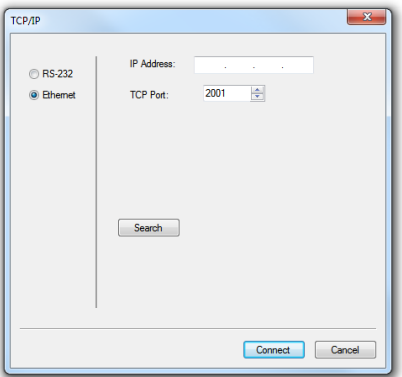 TCP/IP
RS-232
Ethernet
IP Address: . . .
TCP Port: 2001
Search
Connect Cancel